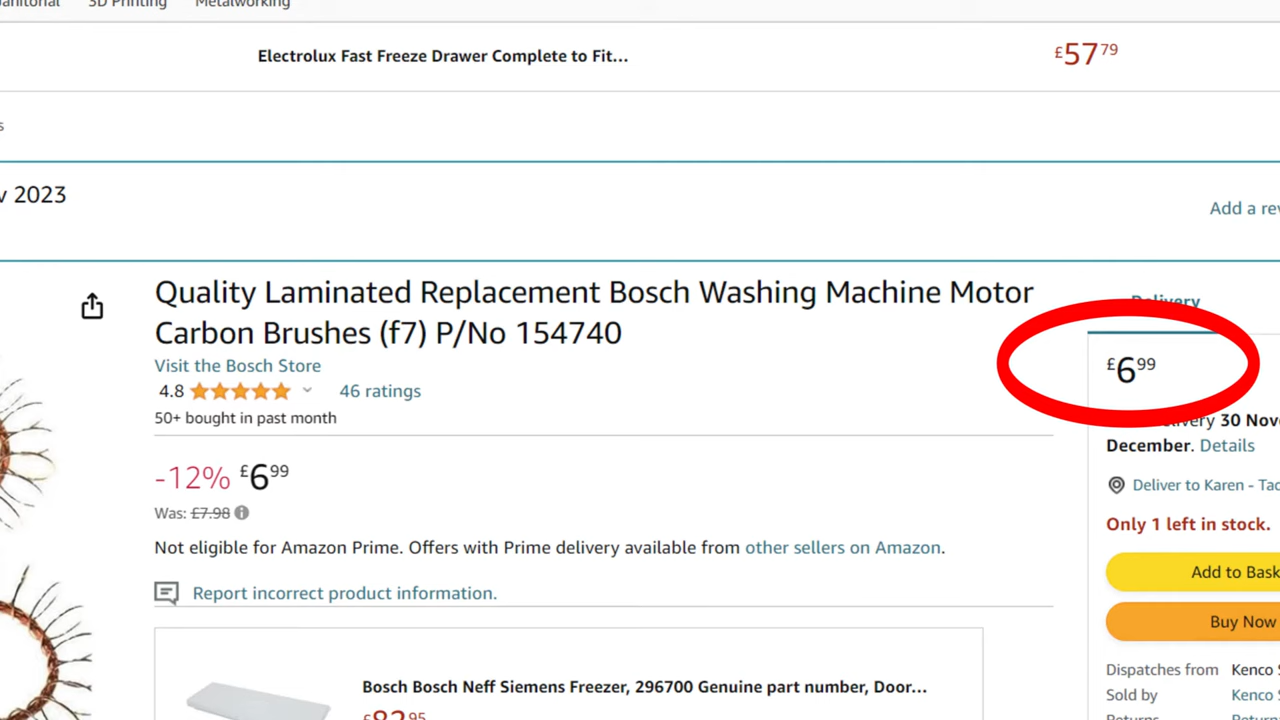 3D Printing
Metalworking
Electrolux Fast Freeze Drawer Complete to Fit...
£57 79
2023
Add a
Quality Laminated Replacement Bosch Washing Machine Motor
Carbon Brushes (f7) P/No 154740
Visit the Bosch Store
4.8
46 ratings
50+ bought in past month
-12% £6 99
Was: £7.98
Not eligible for Amazon Prime. Offers with Prime delivery available from other sellers on Amazon.
Report incorrect product information.
Bosch Bosch Neff Siemens Freezer, 296700 Genuine part number, Door...
£82 95
Delivery
£6 99
30
December. Details
Deliver to Karen -
Only 1 left in stock.
Add to
Buy Now
Dispatches from Kenco
Sold by Kenco